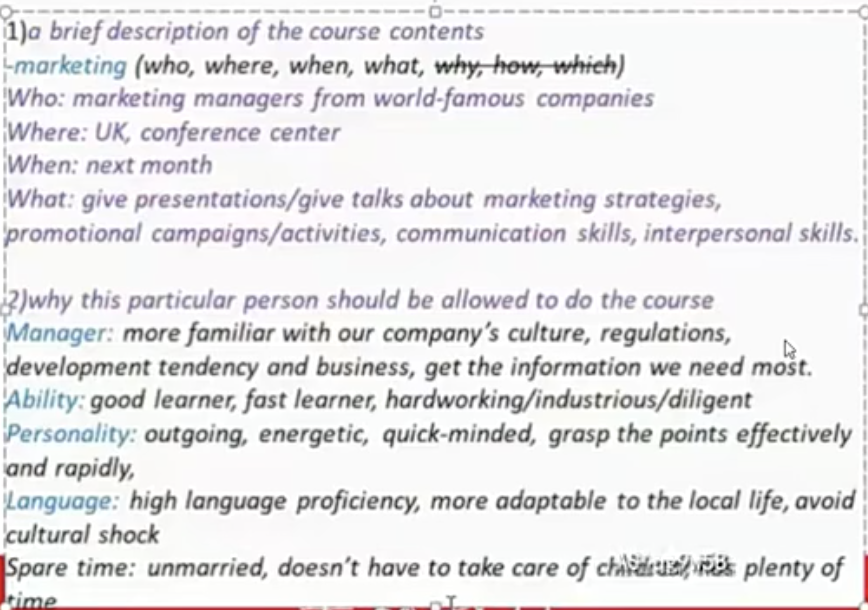 1)a brief description of the course contents
-marketing (who, where, when, what, why, how, which)
Who: marketing managers from world-famous companies
Where: UK, conference center
When: next month
What: give presentations/give talks about marketing strategies,
promotional campaigns/activities, communication skills, interpersonal skills.
2)why this particular person should be allowed to do the course
Manager: more familiar with our company's culture, regulations,
development tendency and business, get the information we need most.
Ability: good learner, fast learner, hardworking/industrious/diligent
Personality: outgoing, energetic, quick-minded, grasp the points effectively
and rapidly,
Language: high language proficiency, more adaptable to the local life, avoid
cultural shock
Spare time: unmarried, doesn't have to take care of plenty of
time